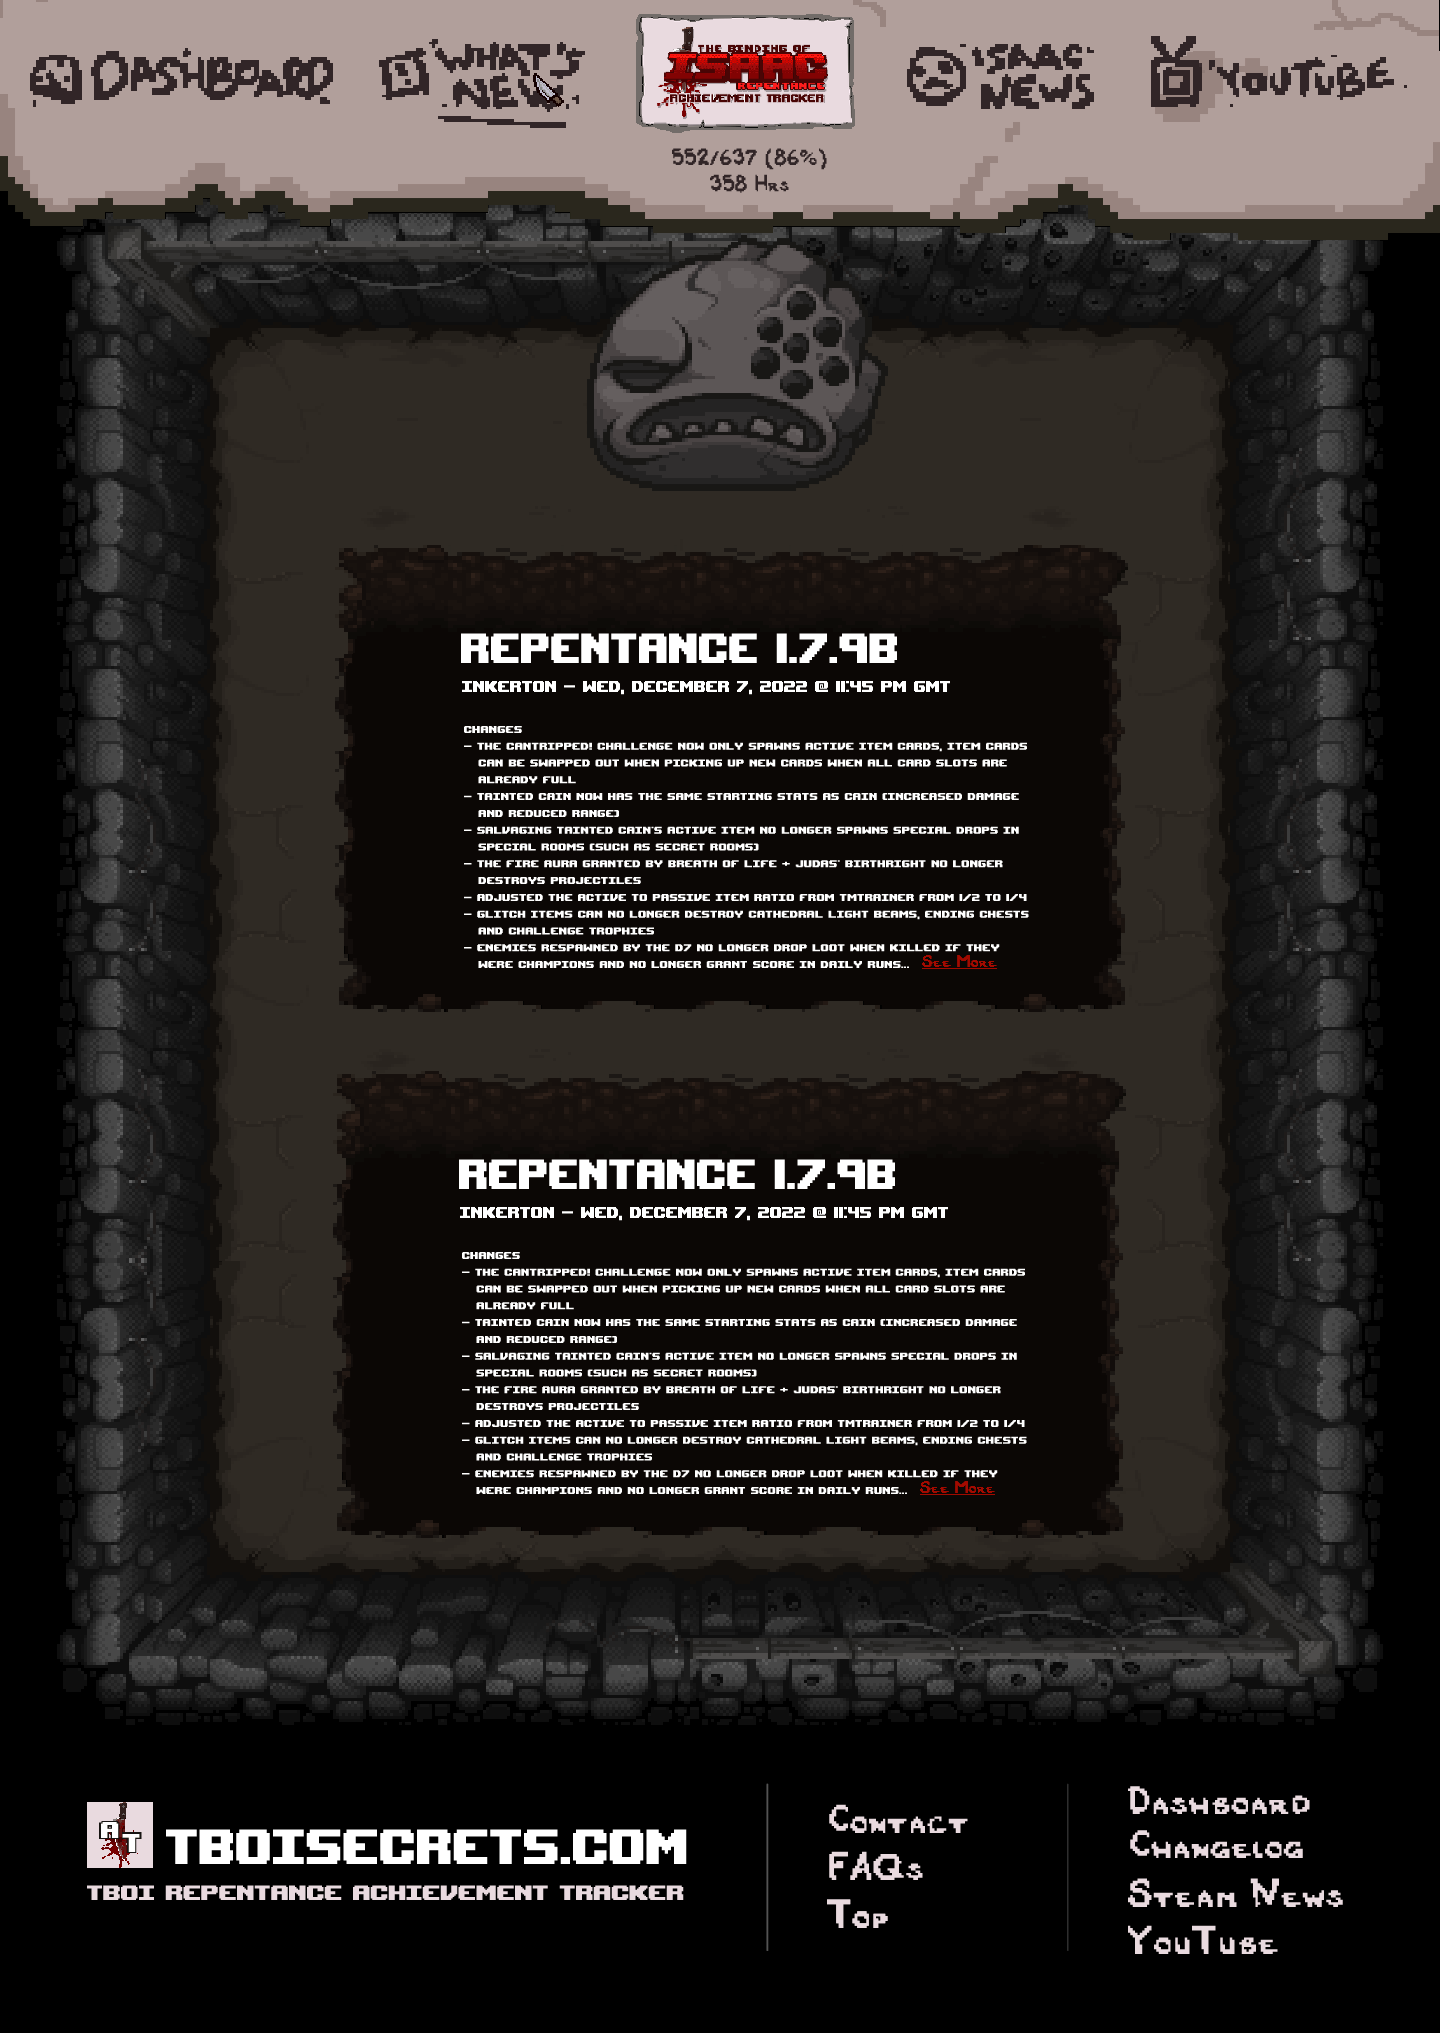 DASHBOARD
WHAT'S
NEW
THE BINDING OF
ISAAC
REPENTANCE
ACHIEVEMENT TRACKER
ISAAC
NEWS
YOUTUBE
552/637 (86%)
358 HRS
REPENTANCE 1.7.9B
INKERTON - WED, DECEMBER 7, 2022 @ 11:45 PM GMT
CHANGES
- THE CANTRIPPED! CHALLENGE NOW ONLY SPAWNS ACTIVE ITEM CARDS, ITEM CARDS
CAN BE SWAPPED OUT WHEN PICKING UP NEW CARDS WHEN ALL CARD SLOTS ARE
ALREADY FULL
- TAINTED CAIN NOW HAS THE SAME STARTING STATS AS CAIN (INCREASED DAMAGE
AND REDUCED RANGE)
- SALVAGING TAINTED CAIN'S ACTIVE ITEM NO LONGER SPAWNS SPECIAL DROPS IN
SPECIAL ROOMS (SUCH AS SECRET ROOMS)
- THE FIRE AURA GRANTED BY BREATH OF LIFE + JUDAS' BIRTHRIGHT NO LONGER
DESTROYS PROJECTILES
- ADJUSTED THE ACTIVE TO PASSIVE ITEM RATIO FROM TMTRAINER FROM 1/2 TO 1/4
- GLITCH ITEMS CAN NO LONGER DESTROY CATHEDRAL LIGHT BEAMS, ENDING CHESTS
AND CHALLENGE TROPHIES
- ENEMIES RESPAWNED BY THE D7 NO LONGER DROP LOOT WHEN KILLED IF THEY
WERE CHAMPIONS AND NO LONGER GRANT SCORE IN DAILY RUNS... SEE MORE
REPENTANCE 1.7.9B
INKERTON - WED, DECEMBER 7, 2022 @ 11:45 PM GMT
CHANGES
- THE CANTRIPPED! CHALLENGE NOW ONLY SPAWNS ACTIVE ITEM CARDS, ITEM CARDS
CAN BE SWAPPED OUT WHEN PICKING UP NEW CARDS WHEN ALL CARD SLOTS ARE
ALREADY FULL
- TAINTED CAIN NOW HAS THE SAME STARTING STATS AS CAIN (INCREASED DAMAGE
AND REDUCED RANGE)
- SALVAGING TAINTED CAIN'S ACTIVE ITEM NO LONGER SPAWNS SPECIAL DROPS IN
SPECIAL ROOMS (SUCH AS SECRET ROOMS)
- THE FIRE AURA GRANTED BY BREATH OF LIFE + JUDAS' BIRTHRIGHT NO LONGER
DESTROYS PROJECTILES
- ADJUSTED THE ACTIVE TO PASSIVE ITEM RATIO FROM TMTRAINER FROM 1/2 TO 1/4
- GLITCH ITEMS CAN NO LONGER DESTROY CATHEDRAL LIGHT BEAMS, ENDING CHESTS
AND CHALLENGE TROPHIES
- ENEMIES RESPAWNED BY THE D7 NO LONGER DROP LOOT WHEN KILLED IF THEY
WERE CHAMPIONS AND NO LONGER GRANT SCORE IN DAILY RUNS... SEE MORE
AT
TBOISECRETS.COM
TBOI REPENTANCE ACHIEVEMENT TRACKER
CONTACT
FAQS
TOP
DASHBOARD
CHANGELOG
STEAM NEWS
YOUTUBE